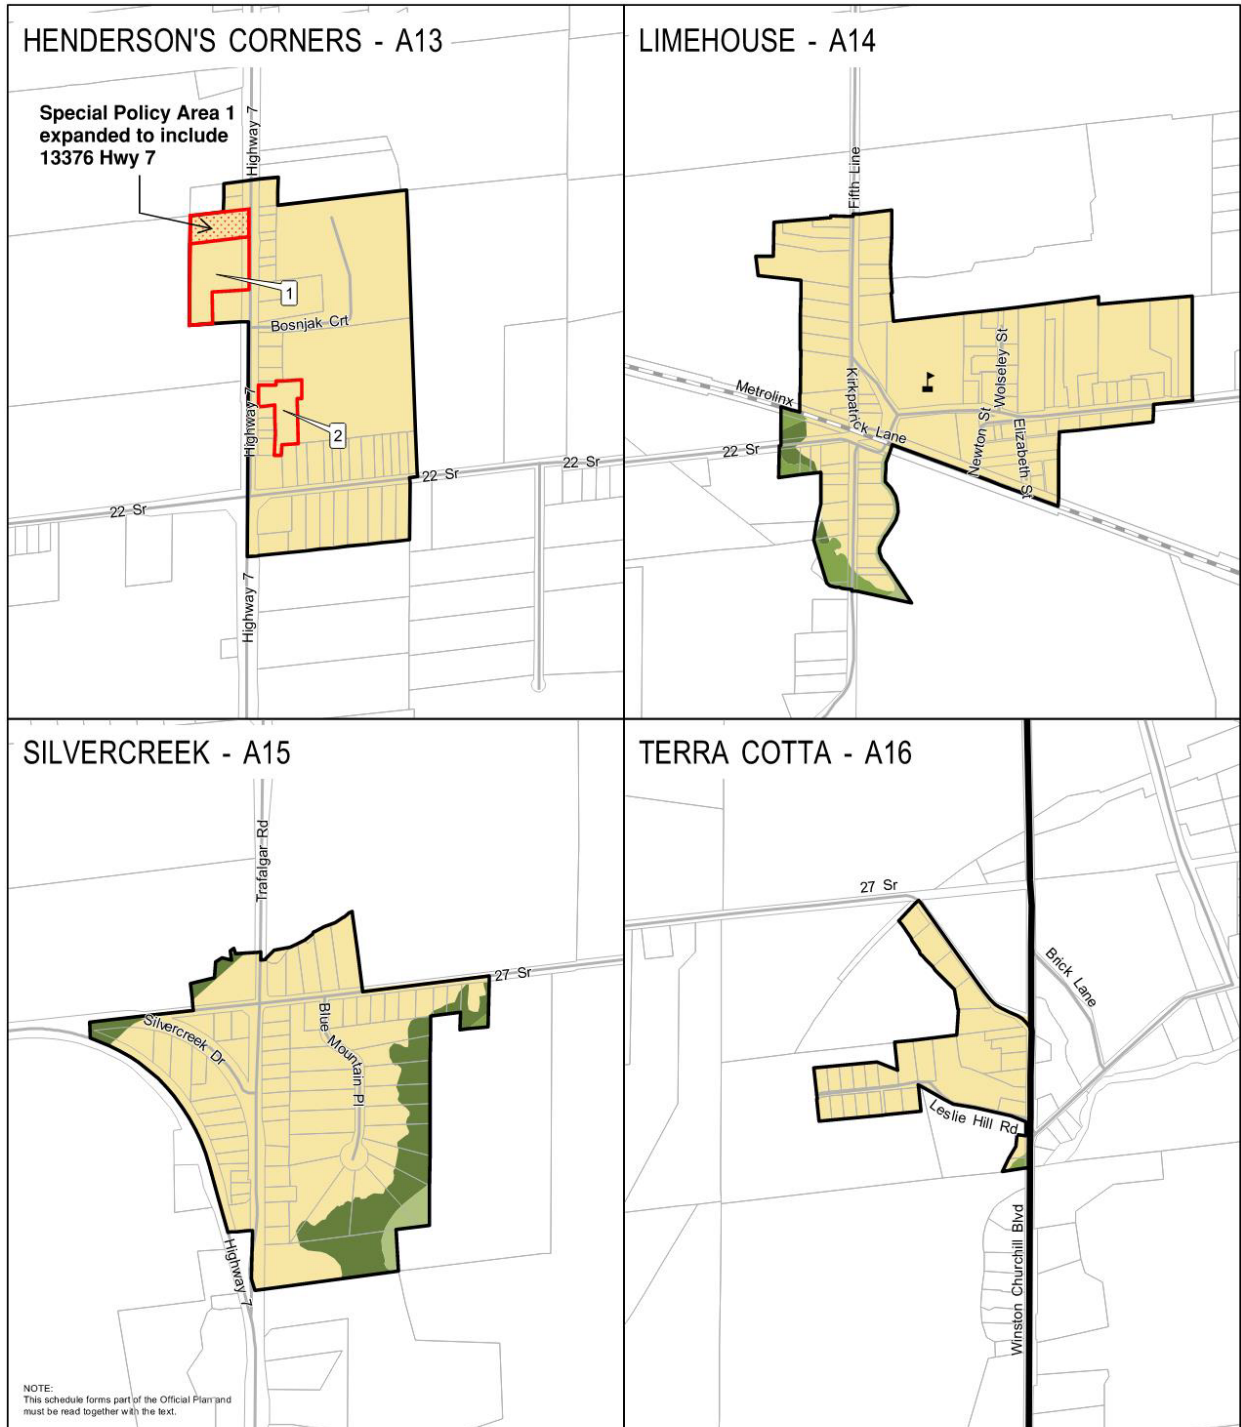 HENDERSON'S CORNERS - A13
Special Policy Area 1
expanded to include
13376 Hwy 7
Highway 7
1
Bosnjak Crt
Highway 7
2
22 Sr
22 Sr
22 Sr
Highway 7
LIMEHOUSE - A14
Fifth Line
Metrolinx
Kirkpatrick Lane
Wolseley St
Newton St
Elizabeth St
22 Sr
SILVERCREEK - A15
Trafalgar Rd
27 Sr
Silvercreek Dr
Blue Mountain Pl
Highway 7
NOTE:
This schedule forms part of the Official Plan and
must be read together with the text.
TERRA COTTA - A16
27 Sr
Brick Lane
Leslie Hill Rd
Winston Churchill Blvd